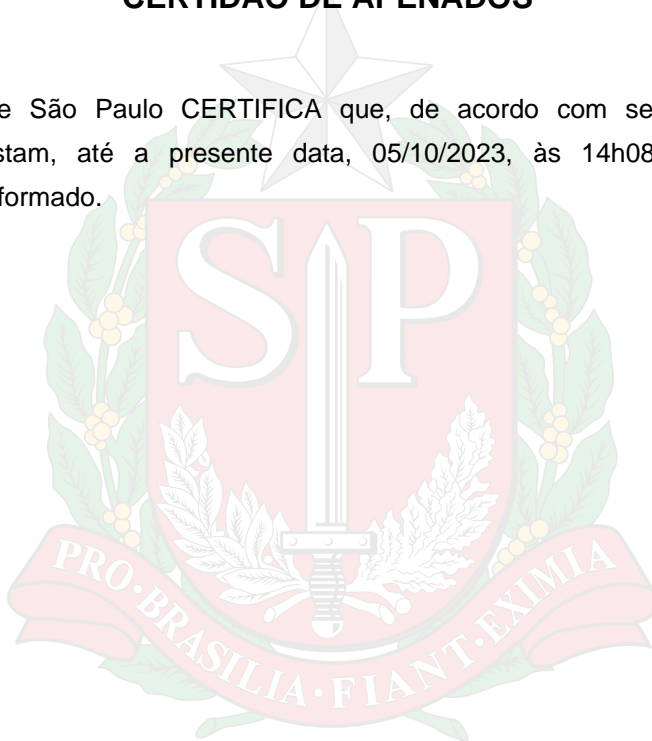 CERTIDÃO DE APENADOS
e São Paulo CERTIFICA que, de acordo com se
stam, até a presente data, 05/10/2023, às 14h08
formado.
SP
PRO·BRASILIA·FIANT·EXIMIA